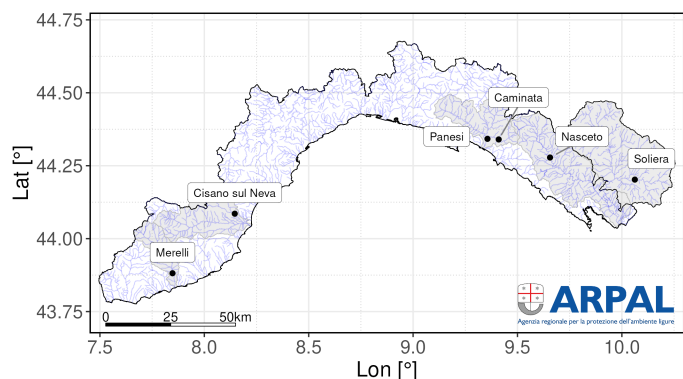 44.75
44.50
44.25
44.00
43.75
Lat [°]
Caminata
Panesi
Nasceto
Soliera
Cisano sul Neva
Merelli
0 25 50km
ARPAL
Agenzia regionale per la protezione dell'ambiente ligure
7.5 8.0 8.5 9.0 9.5 10.0
Lon [°]